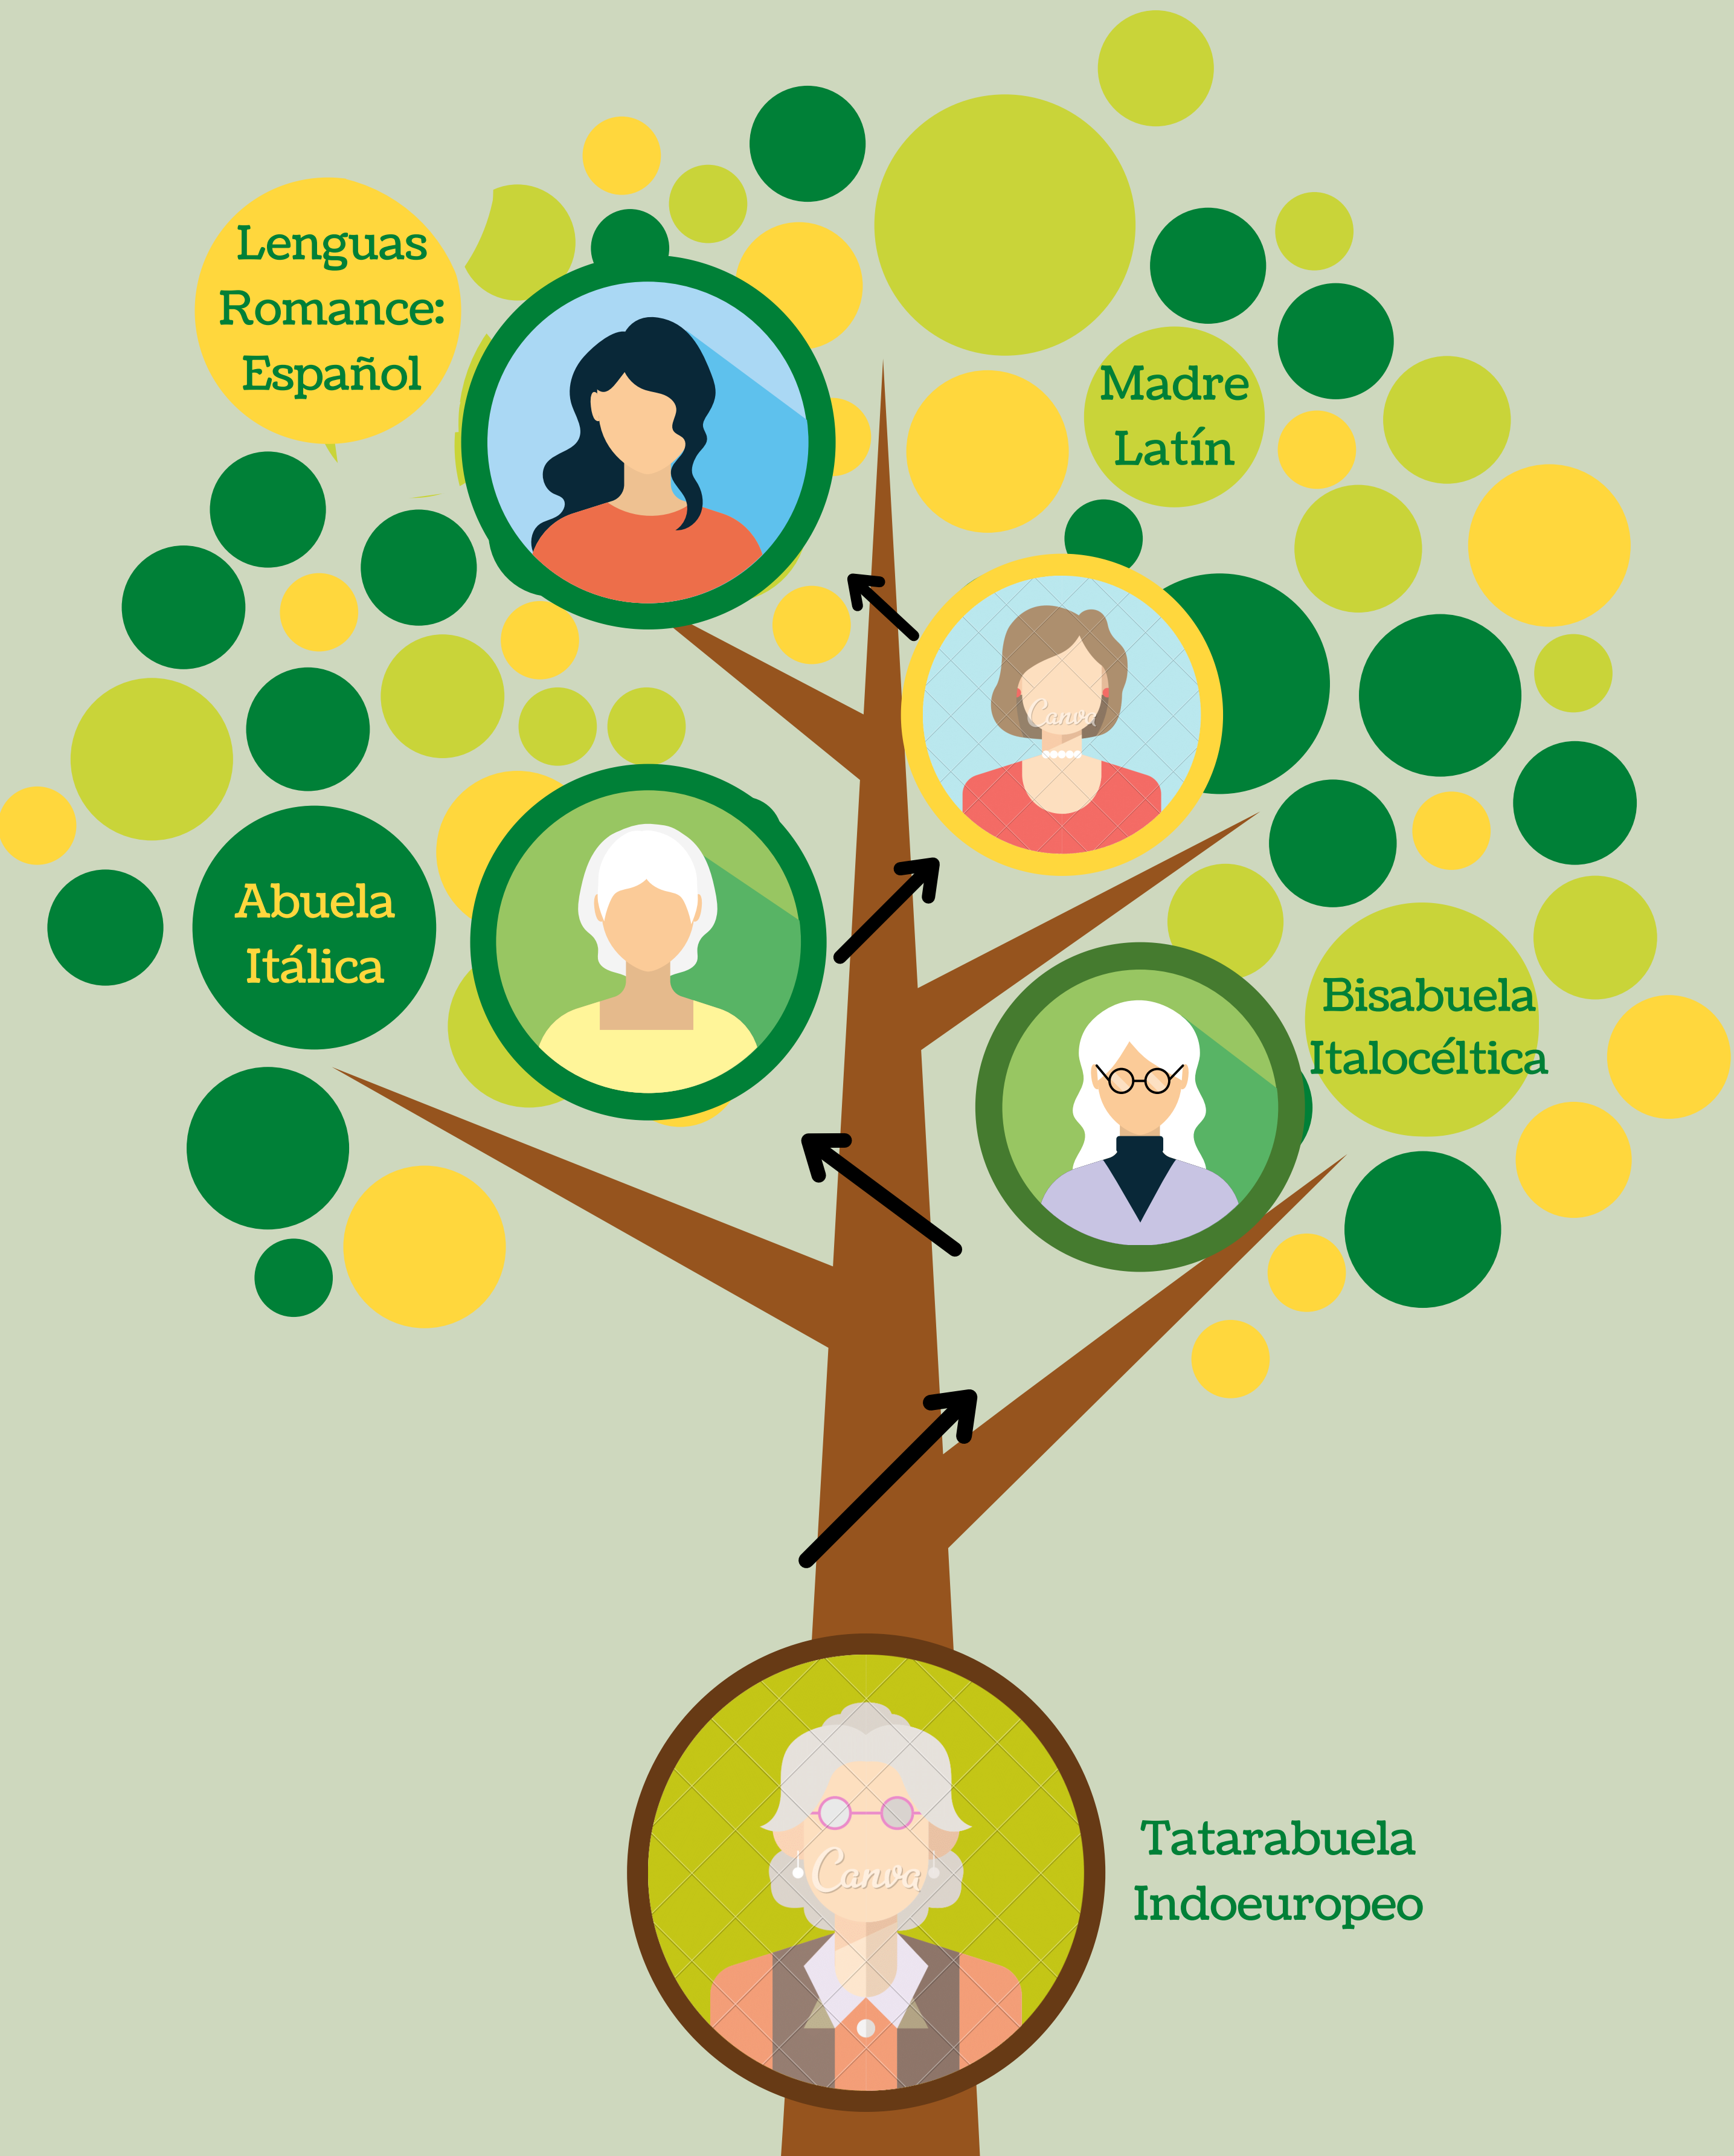 Lenguas
Romance:
Español
Madre
Latín
Canva
Abuela
Itálica
Bisabuela
Italocéltica
Canva
Tatarabuela
Indoeuropeo